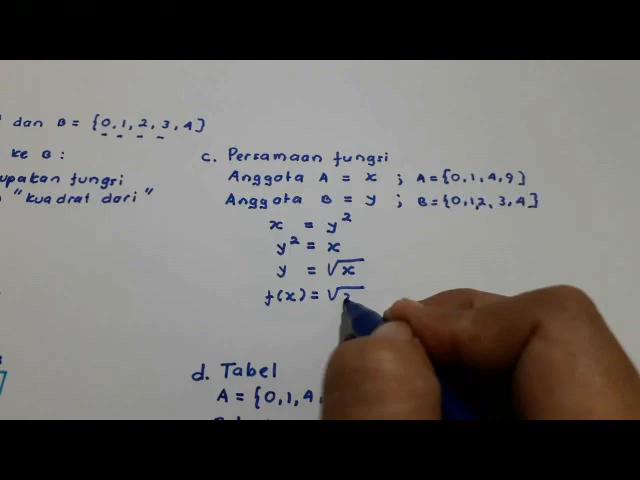 dan B = {0, 1, 2, 3, 4}
ke B :
upakan fungsi
"kuadrat dari"
c. Persamaan fungsi
Anggota A = x ; A = {0, 1, 4, 9}
Anggota B = y ; B = {0, 1, 2, 3, 4}
x = y²
y² = x
y = √x
f(x) = √
d. Tabel
A = {0, 1, 4,